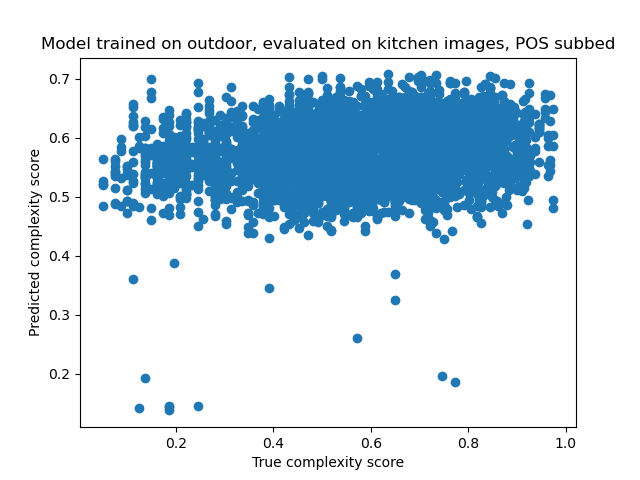 Model trained on outdoor, evaluated on kitchen images, POS subbed
0.7
0.6
0.5
0.4
0.3
0.2
Predicted complexity score
0.2 0.4 0.6 0.8 1.0
True complexity score